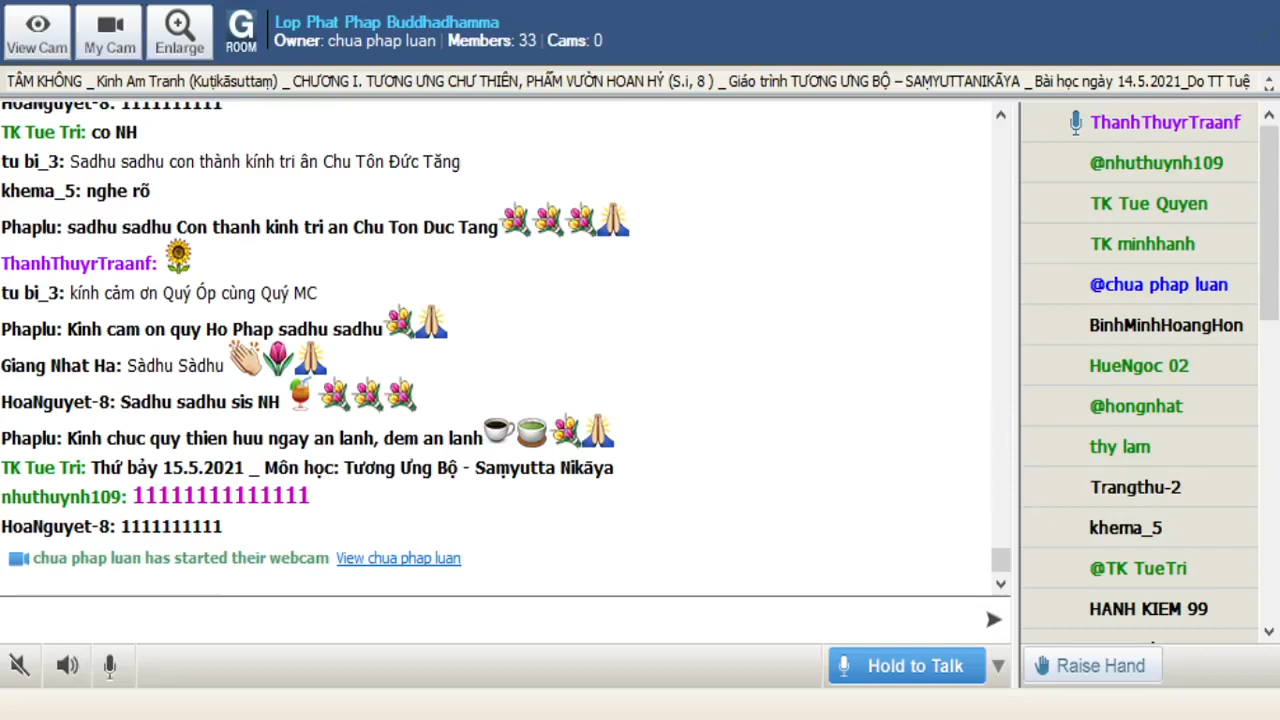 View Cam
My Cam
Enlarge
G
ROOM
Lop Phat Phap Buddhadhamma
Owner: chua phap luan | Members: 33 | Cams: 0
TÂM KHÔNG _Kinh Am Tranh (Kuṭikāsuttaṃ) _ CHƯƠNG I. TƯƠNG ƯNG CHƯ THIÊN, PHẨM VƯỜN HOAN HỶ (S.i, 8 ) _ Giáo trình TƯƠNG ƯNG BỘ – SAṂYUTTANIKĀYA _ Bài học ngày 14.5.2021_Do TT Tuệ
HoaNguyet-8: 1111111111
TK Tue Tri: co NH
tu bi_3: Sadhu sadhu con thành kính tri ân Chu Tôn Đức Tăng
khema_5: nghe rõ
Phaplu: sadhu sadhu Con thanh kinh tri an Chu Ton Duc Tang
ThanhThuyrTraanf:
tu bi_3: kính cảm ơn Quý Óp cùng Quý MC
Phaplu: Kinh cam on quy Ho Phap sadhu sadhu
Giang Nhat Ha: Sàdhu Sàdhu
HoaNguyet-8: Sadhu sadhu sis NH
Phaplu: Kinh chuc quy thien huu ngay an lanh, dem an lanh
TK Tue Tri: Thứ bảy 15.5.2021 _ Môn học: Tương Ưng Bộ - Saṃyutta Nikāya
nhuthuynh109: 11111111111111
HoaNguyet-8: 1111111111
chua phap luan has started their webcam View chua phap luan
Hold to Talk
ThanhThuyrTraanf
@nhuthuynh109
TK Tue Quyen
TK minhhanh
@chua phap luan
BinhMinhHoangHon
HueNgoc 02
@hongnhat
thy lam
Trangthu-2
khema_5
@TK TueTri
HANH KIEM 99
Raise Hand